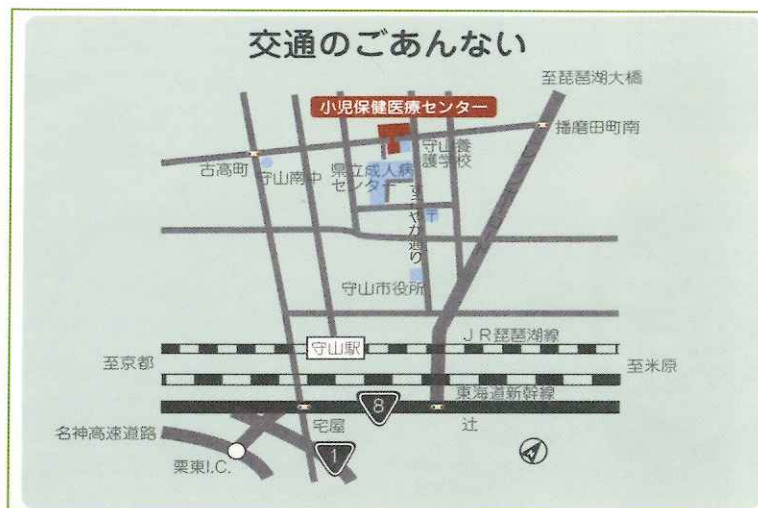 交通のごあんない
至琵琶湖大橋
小児保健医療センター
播磨田町南
守山養
護学校
古高町
守山南中
県立成人病
センター
すこやか通り
〒
守山市役所
JR琵琶湖線
守山駅
至京都
至米原
東海道新幹線
8
宅屋
辻
名神高速道路
栗東I.C.
1